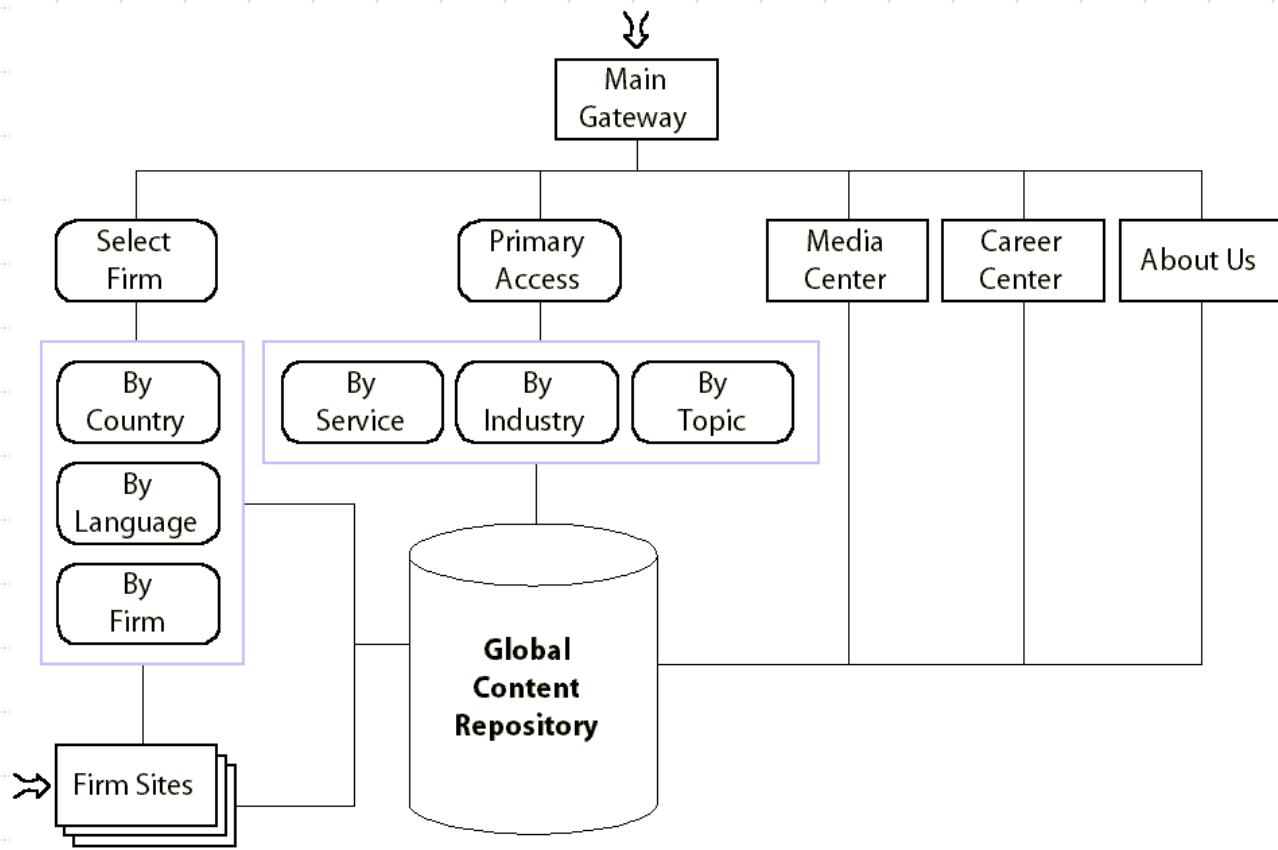 Main
Gateway
Select
Firm
Primary
Access
Media
Center
Career
Center
About Us
By
Country
By
Language
By
Firm
By
Service
By
Industry
By
Topic
Global
Content
Repository
Firm Sites